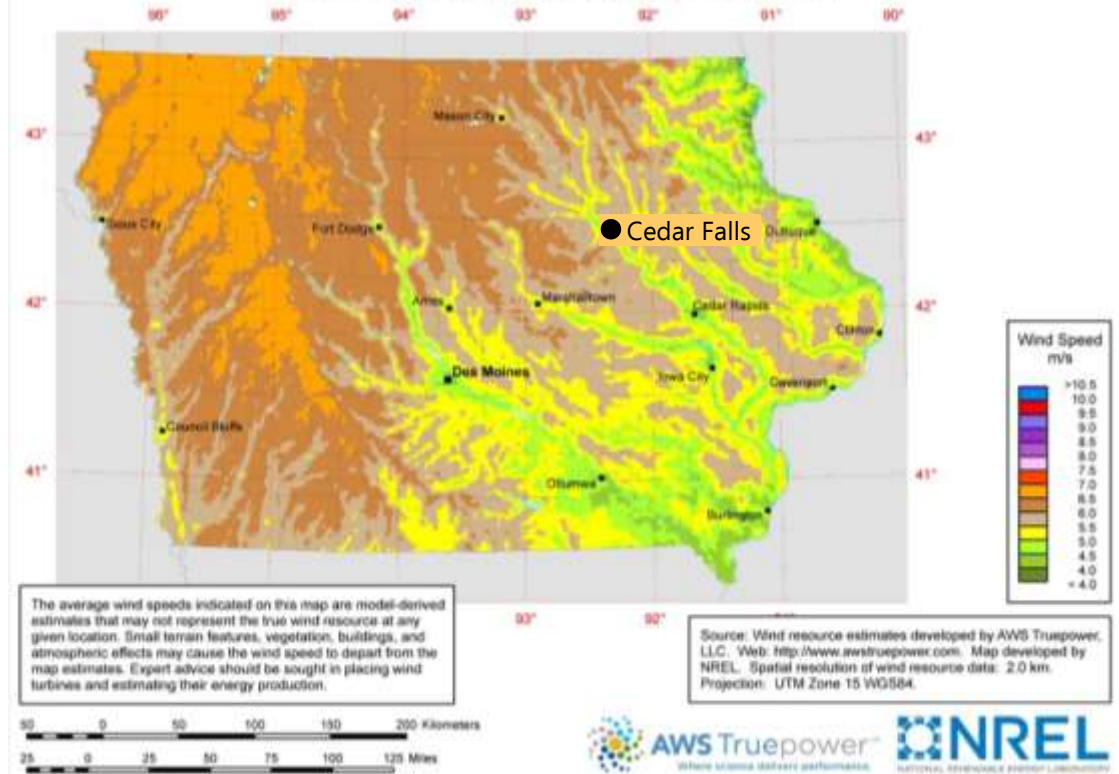 96° 95° 94° 93° 92° 91° 90°
Mason City
43° 43°
Sioux City
Fort Dodge
Cedar Falls
Dubuque
42° 42°
Ames
Marshalltown
Cedar Rapids
Clinton
Des Moines
Iowa City
Davenport
Council Bluffs
41° 41°
Ottumwa
Burlington
93° 92°
Wind Speed
m/s
>10.5
10.0
9.5
9.0
8.5
8.0
7.5
7.0
6.5
6.0
5.5
5.0
4.5
4.0
< 4.0
The average wind speeds indicated on this map are model-derived
estimates that may not represent the true wind resource at any
given location. Small terrain features, vegetation, buildings, and
atmospheric effects may cause the wind speed to depart from the
map estimates. Expert advice should be sought in placing wind
turbines and estimating their energy production.
Source: Wind resource estimates developed by AWS Truepower,
LLC. Web: http://www.awstruepower.com. Map developed by
NREL. Spatial resolution of wind resource data: 2.0 km.
Projection: UTM Zone 15 WGS84.
50 0 50 100 150 200 Kilometers
25 0 25 50 75 100 125 Miles
AWS Truepower™
Where science delivers performance.
NREL
NATIONAL RENEWABLE ENERGY LABORATORY